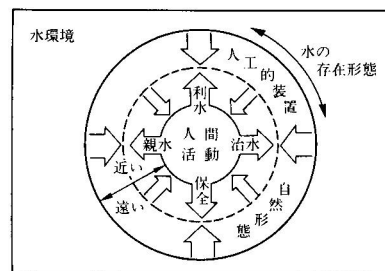 水環境
水の
存在形態
人工的装置
利水
親水
人間
活動
治水
保全
近い
遠い
自然形態